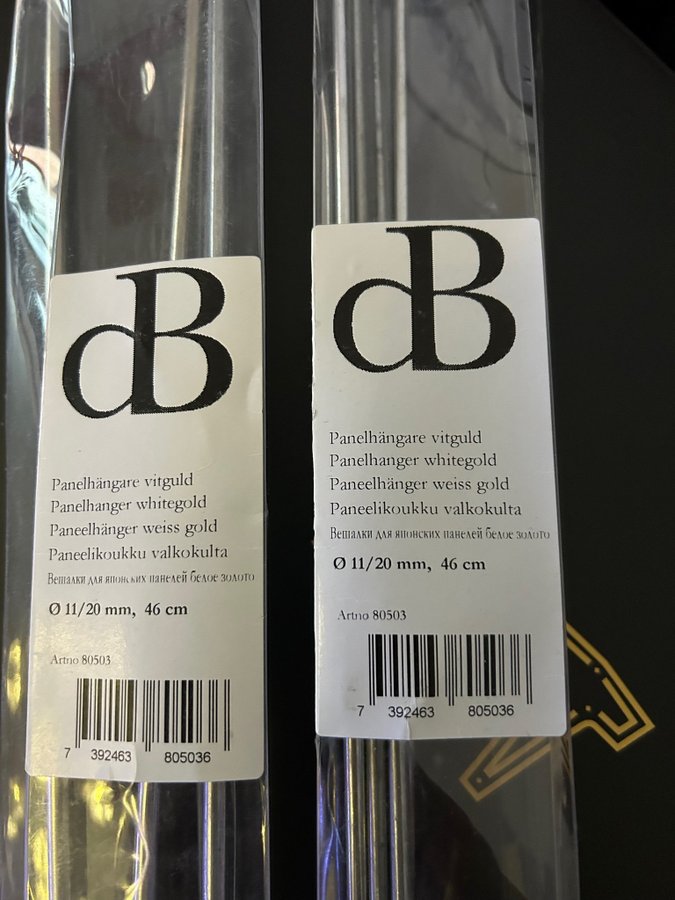 dB
Panelhängare vitguld
Panelhanger whitegold
Paneelhänger weiss gold
Paneelikoukku valkokulta
Вешалки для японских панелей белое золото
Ø 11/20 mm, 46 cm
Artno 80503
7 392463 805036
dB
Panelhängare vitguld
Panelhanger whitegold
Paneelhänger weiss gold
Paneelikoukku valkokulta
Вешалки для японских панелей белое золото
Ø 11/20 mm, 46 cm
Artno 80503
7 392463 805036